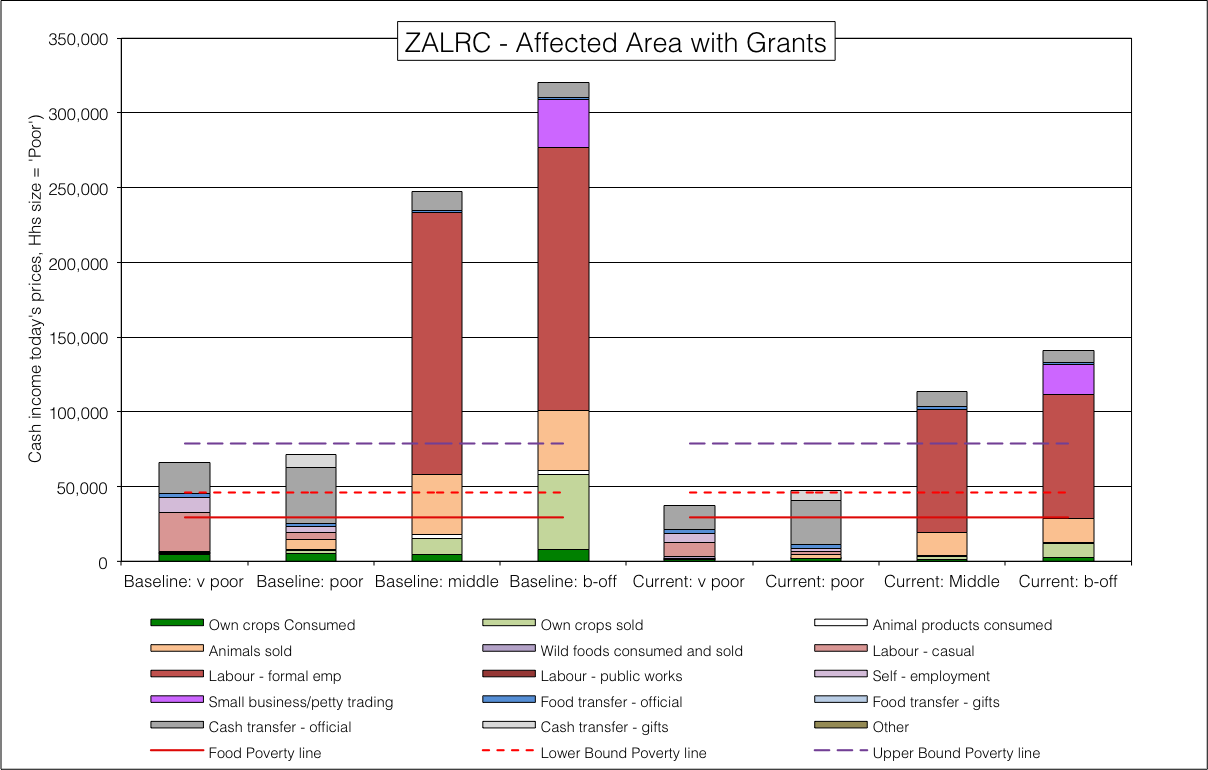 ZALRC - Affected Area with Grants
Cash income today's prices, Hhs size = 'Poor')
350,000
300,000
250,000
200,000
150,000
100,000
50,000
0
Baseline: v poor Baseline: poor Baseline: middle Baseline: b-off Current: v poor Current: poor Current: Middle Current: b-off
Own crops Consumed Own crops sold Animal products consumed
Animals sold Wild foods consumed and sold Labour - casual
Labour - formal emp Labour - public works Self - employment
Small business/petty trading Food transfer - official Food transfer - gifts
Cash transfer - official Cash transfer - gifts Other
Food Poverty line Lower Bound Poverty line Upper Bound Poverty line